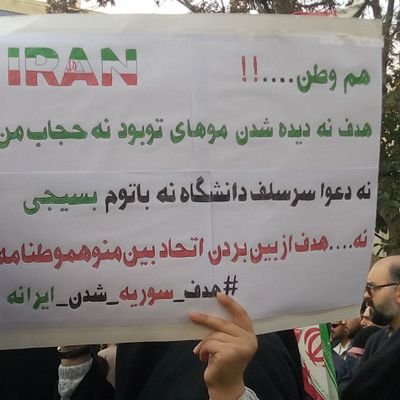 IRAN
هم وطن....!!
هدف نه دیده شدن موهای توبود نه حجاب من
نه دعوا سرسلف دانشگاه نه باتوم بسیجی
نه....هدف ازبین بردن اتحاد بین منوهموطنامه
#هدف_سوریه_شدن_ایرانه